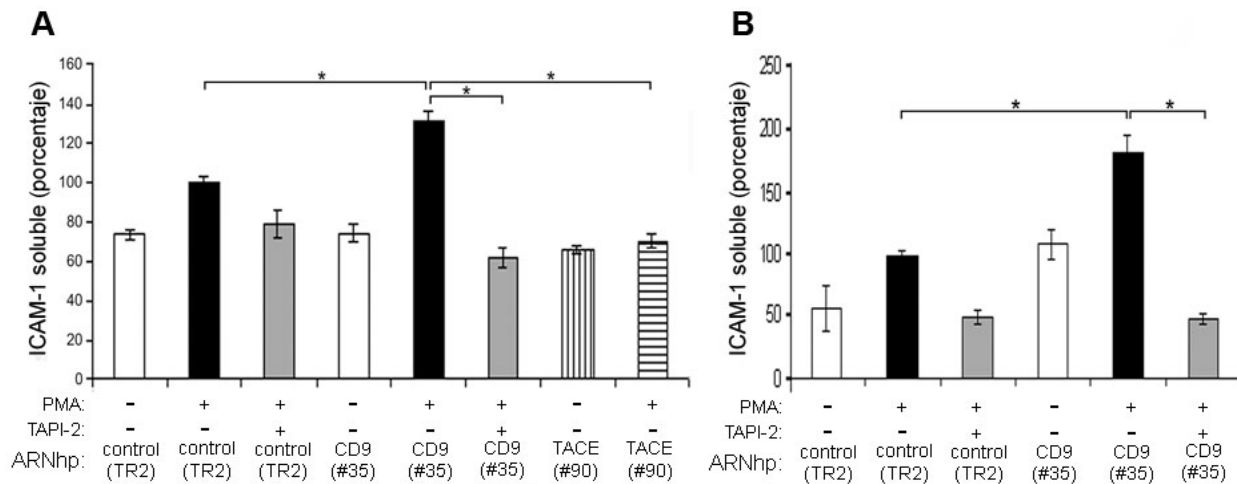 A
ICAM-1 soluble (porcentaje)
160
140
120
100
80
60
40
20
0
*
*
*
PMA: - + + - + + - +
TAPI-2: - - + - - + - -
ARNhp: control (TR2) control (TR2) control (TR2) CD9 (#35) CD9 (#35) CD9 (#35) TACE (#90) TACE (#90)
B
ICAM-1 soluble (porcentaje)
250
200
150
100
50
0
*
*
PMA: - + + - + +
TAPI-2: - - + - - +
ARNhp: control (TR2) control (TR2) control (TR2) CD9 (#35) CD9 (#35) CD9 (#35)